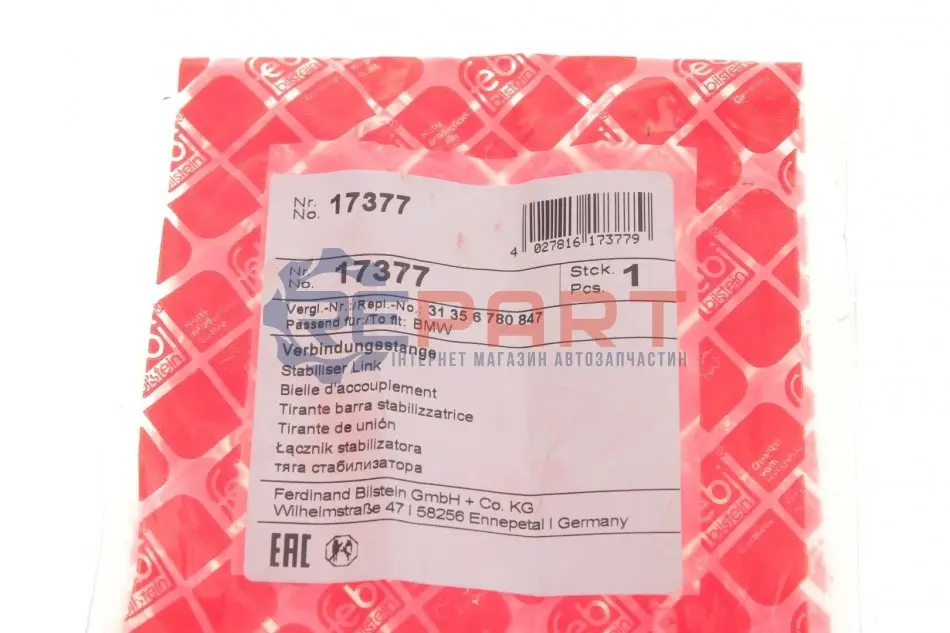 febi
bilstein
Nr.
No. 17377
4 027816 173779
Nr.
No. 17377
Stck.
Pcs. 1
Vergl.-Nr.:/Repl.-No.: 31 35 6 780 847
Passend für:/To fit: BMW
Verbindungsstange
Stabiliser Link
Bielle d'accouplement
Tirante barra stabilizzatrice
Tirante de unión
Łącznik stabilizatora
тяга стабилизатора
Ferdinand Bilstein GmbH + Co. KG
Wilhelmstraße 47 | 58256 Ennepetal | Germany
EAC
PART
ІНТЕРНЕТ МАГАЗИН АВТОЗАПЧАСТИН